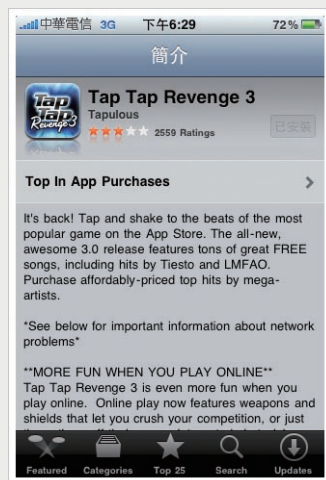 中華電信 3G 下午6:29 72%
簡介
Tap Tap Revenge 3
Tap Tap Revenge 3
Tapulous
2559 Ratings
已安裝
Top In App Purchases
It's back! Tap and shake to the beats of the most
popular game on the App Store. The all-new,
awesome 3.0 release features tons of great FREE
songs, including hits by Tiesto and LMFAO.
Purchase affordably-priced top hits by mega-
artists.
*See below for important information about network
problems*
**MORE FUN WHEN YOU PLAY ONLINE**
Tap Tap Revenge 3 is even more fun when you
play online. Online play now features weapons and
shields that let you crush your competition, or just
Featured Categories Top 25 Search Updates